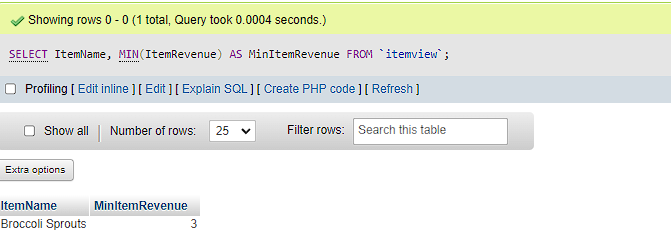 Showing rows 0 - 0 (1 total, Query took 0.0004 seconds.)
SELECT ItemName, MIN(ItemRevenue) AS MinItemRevenue FROM `itemview`;
Profiling [ Edit inline ] [ Edit ] [ Explain SQL ] [ Create PHP code ] [ Refresh ]
Show all | Number of rows: 25 Filter rows: Search this table
Extra options
ItemName MinItemRevenue
Broccoli Sprouts 3